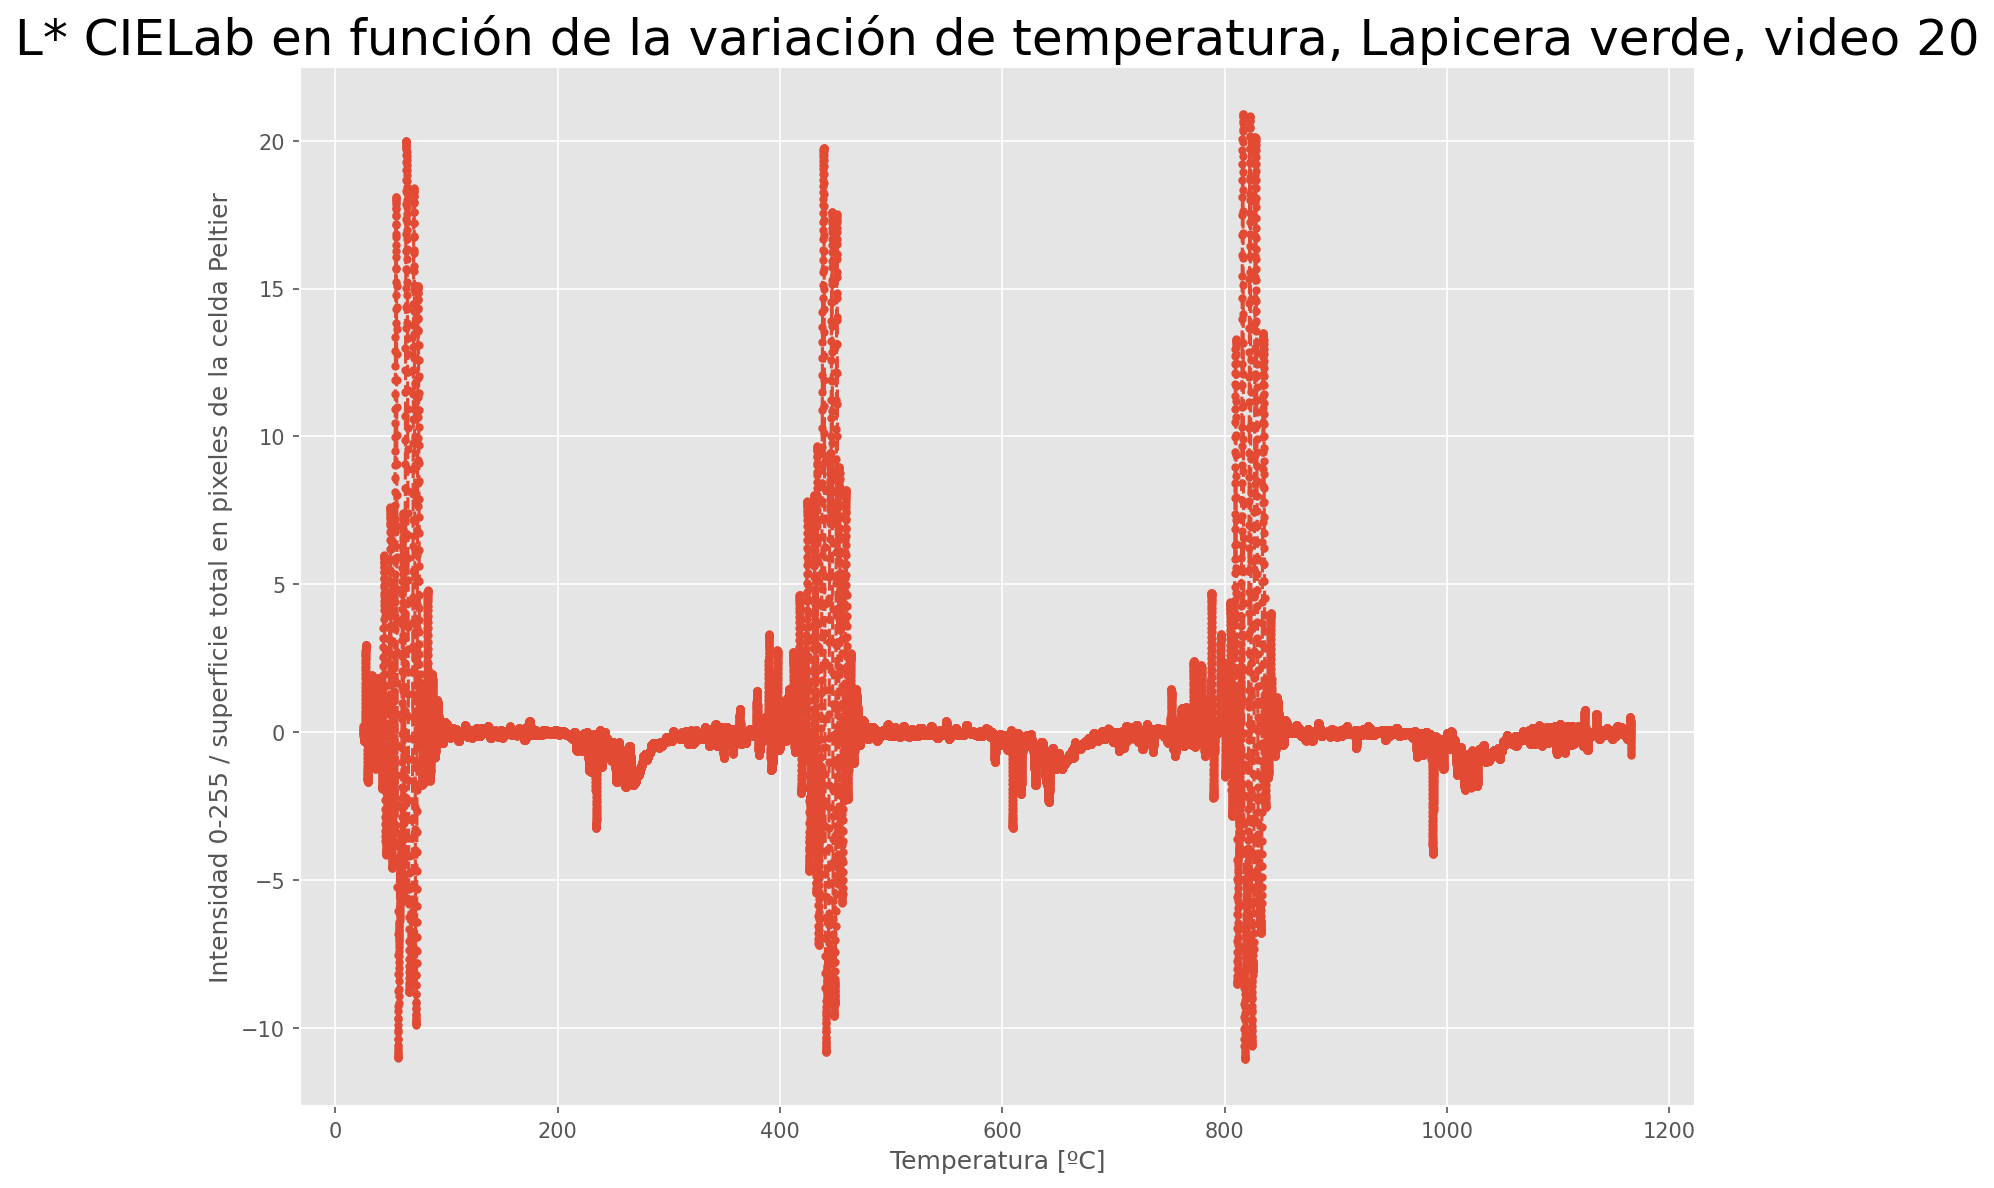 L* CIELab en función de la variación de temperatura, Lapicera verde, video 20
Intensidad 0-255 / superficie total en pixeles de la celda Peltier
20
15
10
5
0
−5
−10
0 200 400 600 800 1000 1200
Temperatura [ºC]